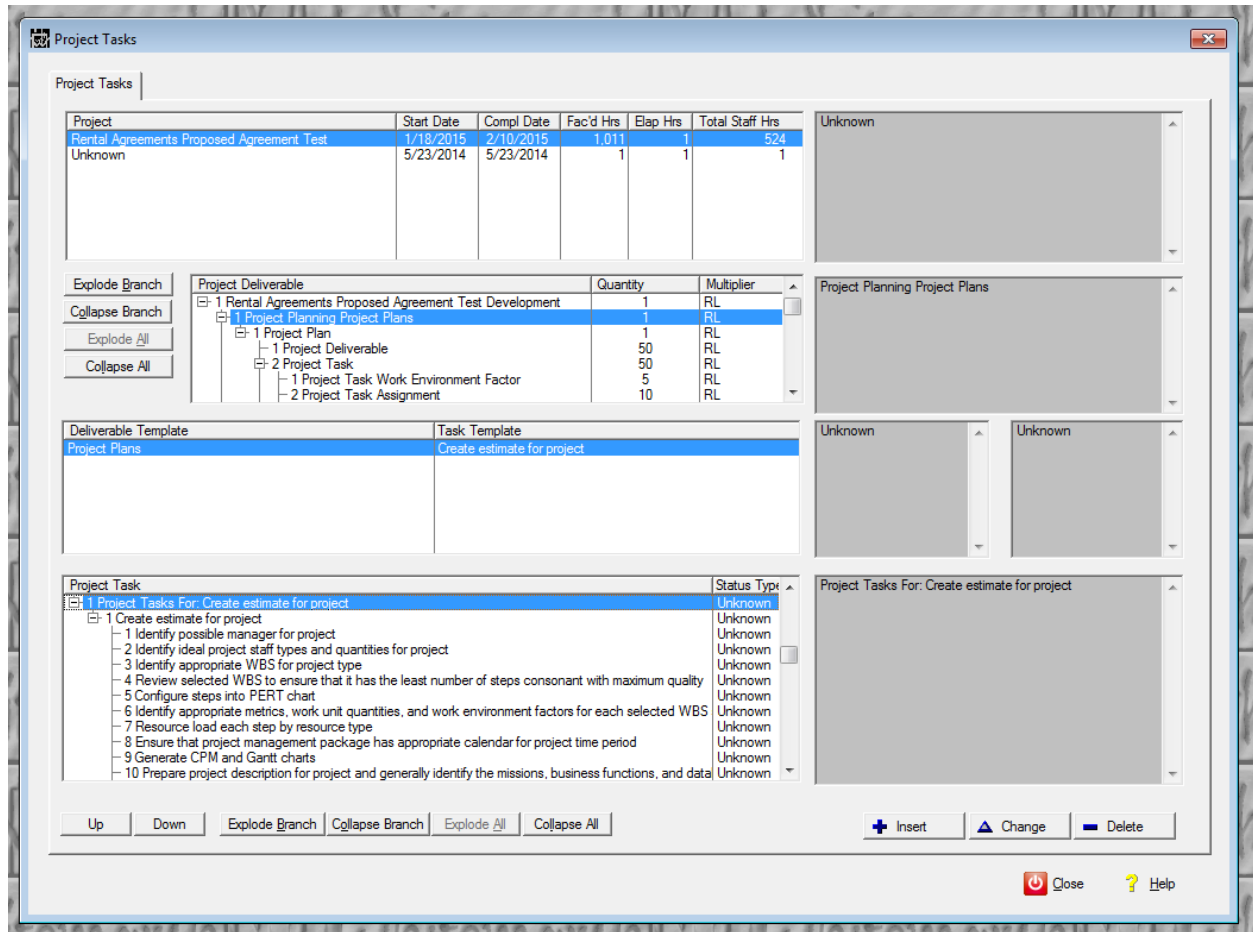 Project Tasks
Project Tasks
Project Start Date Compl Date Fac'd Hrs Elap Hrs Total Staff Hrs
Rental Agreements Proposed Agreement Test 1/18/2015 2/10/2015 1,011 1 524
Unknown 5/23/2014 5/23/2014 1 1 1
Unknown
Explode Branch
Collapse Branch
Explode All
Collapse All
Project Deliverable Quantity Multiplier
1 Rental Agreements Proposed Agreement Test Development 1 RL
1 Project Planning Project Plans 1 RL
1 Project Plan 1 RL
1 Project Deliverable 50 RL
2 Project Task 50 RL
1 Project Task Work Environment Factor 5 RL
2 Project Task Assignment 10 RL
Project Planning Project Plans
Deliverable Template Task Template
Project Plans Create estimate for project
Unknown
Unknown
Project Task Status Type
1 Project Tasks For: Create estimate for project Unknown
1 Create estimate for project Unknown
1 Identify possible manager for project Unknown
2 Identify ideal project staff types and quantities for project Unknown
3 Identify appropriate WBS for project type Unknown
4 Review selected WBS to ensure that it has the least number of steps consonant with maximum quality Unknown
5 Configure steps into PERT chart Unknown
6 Identify appropriate metrics, work unit quantities, and work environment factors for each selected WBS Unknown
7 Resource load each step by resource type Unknown
8 Ensure that project management package has appropriate calendar for project time period Unknown
9 Generate CPM and Gantt charts Unknown
10 Prepare project description for project and generally identify the missions, business functions, and data Unknown
Project Tasks For: Create estimate for project
Up Down Explode Branch Collapse Branch Explode All Collapse All
Insert Change Delete
Close Help